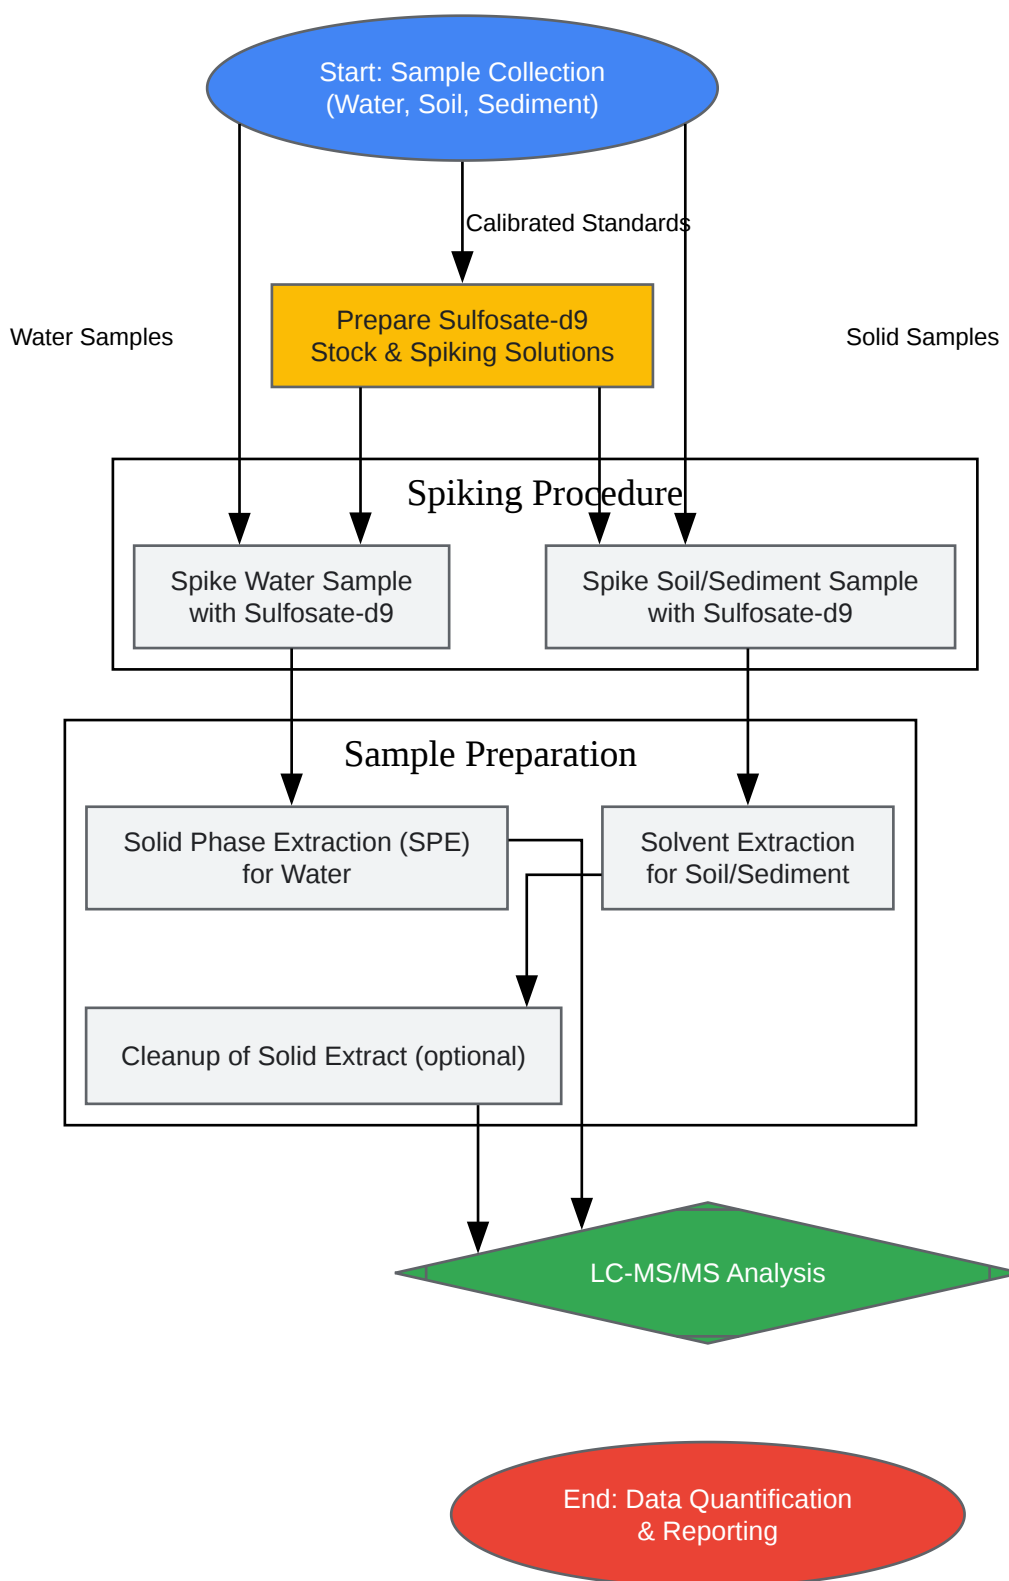 Start: Sample Collection
(Water, Soil, Sediment)
Calibrated Standards
Prepare Sulfosate-d9
Stock & Spiking Solutions
Water Samples
Solid Samples
Spiking Procedure
Spike Water Sample
with Sulfosate-d9
Spike Soil/Sediment Sample
with Sulfosate-d9
Sample Preparation
Solid Phase Extraction (SPE)
for Water
Solvent Extraction
for Soil/Sediment
Cleanup of Solid Extract (optional)
LC-MS/MS Analysis
End: Data Quantification
& Reporting